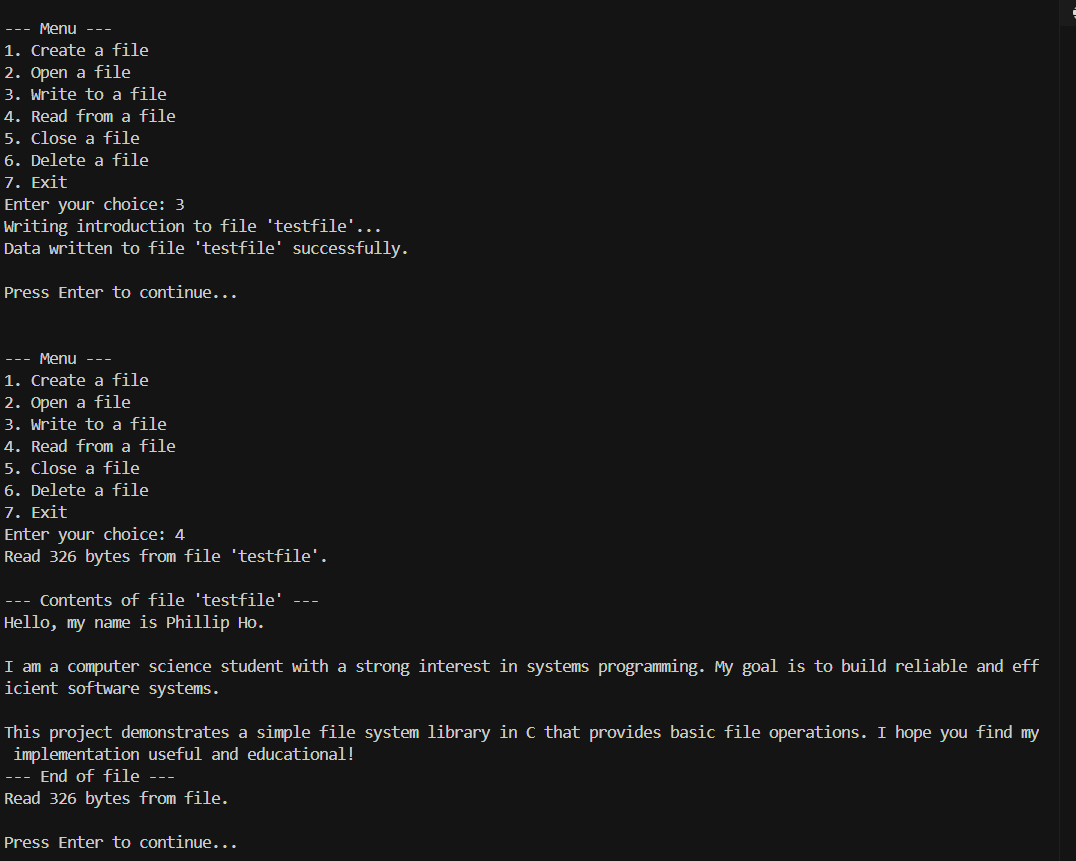 --- Menu ---
1. Create a file
2. Open a file
3. Write to a file
4. Read from a file
5. Close a file
6. Delete a file
7. Exit
Enter your choice: 3
Writing introduction to file 'testfile'...
Data written to file 'testfile' successfully.
Press Enter to continue...
--- Menu ---
1. Create a file
2. Open a file
3. Write to a file
4. Read from a file
5. Close a file
6. Delete a file
7. Exit
Enter your choice: 4
Read 326 bytes from file 'testfile'.
--- Contents of file 'testfile' ---
Hello, my name is Phillip Ho.
I am a computer science student with a strong interest in systems programming. My goal is to build reliable and eff
icient software systems.
This project demonstrates a simple file system library in C that provides basic file operations. I hope you find my
 implementation useful and educational!
--- End of file ---
Read 326 bytes from file.
Press Enter to continue...